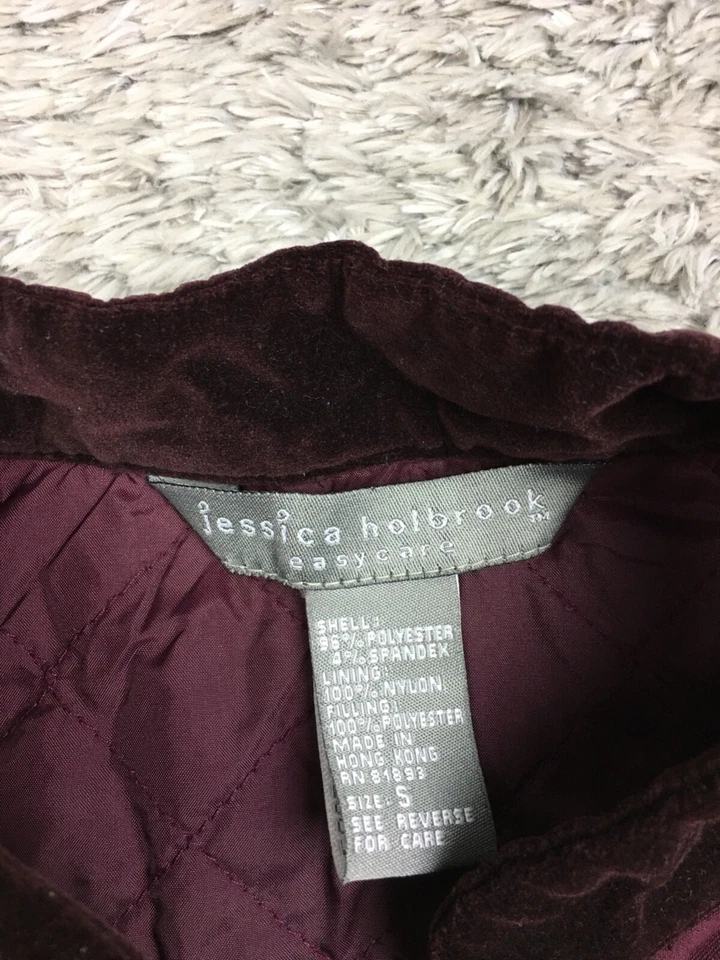 jessica holbrook™
easycare
SHELL:
96% POLYESTER
4% SPANDEX
LINING:
100% NYLON
FILLING:
100% POLYESTER
MADE IN
HONG KONG
RN 81893
SIZE: S
SEE REVERSE
FOR CARE